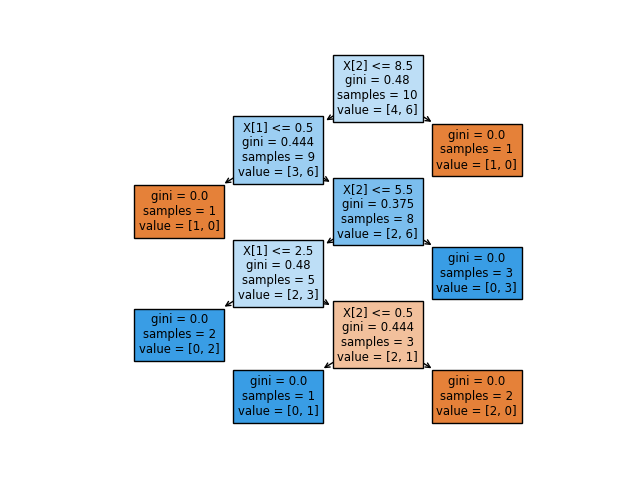 X[2] <= 8.5
gini = 0.48
samples = 10
value = [4, 6]
X[1] <= 0.5
gini = 0.444
samples = 9
value = [3, 6]
gini = 0.0
samples = 1
value = [1, 0]
gini = 0.0
samples = 1
value = [1, 0]
X[2] <= 5.5
gini = 0.375
samples = 8
value = [2, 6]
X[1] <= 2.5
gini = 0.48
samples = 5
value = [2, 3]
gini = 0.0
samples = 3
value = [0, 3]
gini = 0.0
samples = 2
value = [0, 2]
X[2] <= 0.5
gini = 0.444
samples = 3
value = [2, 1]
gini = 0.0
samples = 1
value = [0, 1]
gini = 0.0
samples = 2
value = [2, 0]